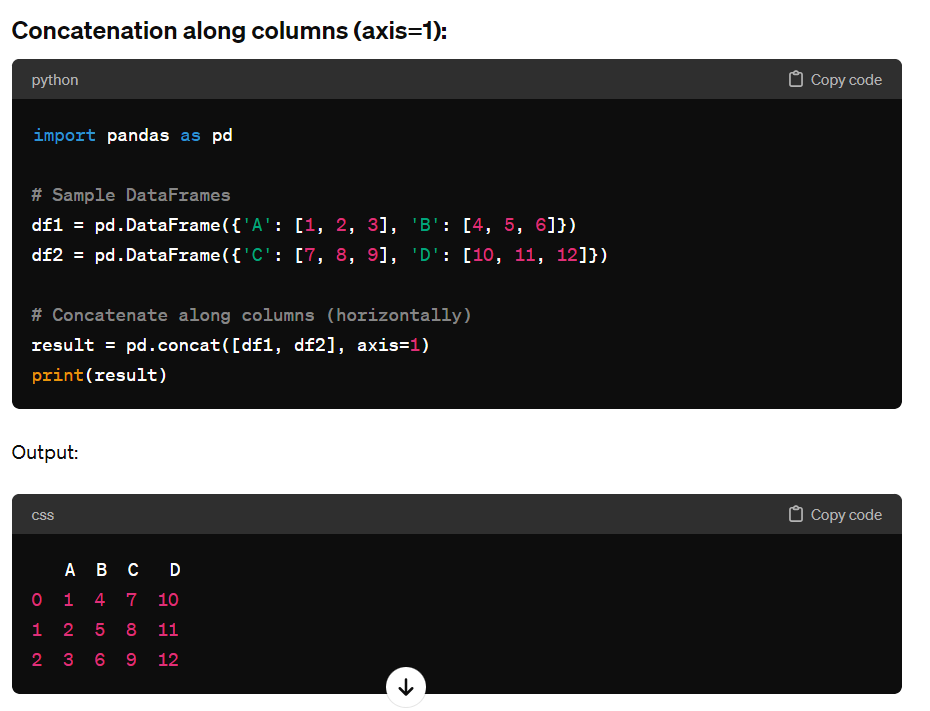 Concatenation along columns (axis=1):
python
Copy code
import pandas as pd
# Sample DataFrames
df1 = pd.DataFrame({'A': [1, 2, 3], 'B': [4, 5, 6]})
df2 = pd.DataFrame({'C': [7, 8, 9], 'D': [10, 11, 12]})
# Concatenate along columns (horizontally)
result = pd.concat([df1, df2], axis=1)
print(result)
Output:
css
Copy code
A B C D
0 1 4 7 10
1 2 5 8 11
2 3 6 9 12